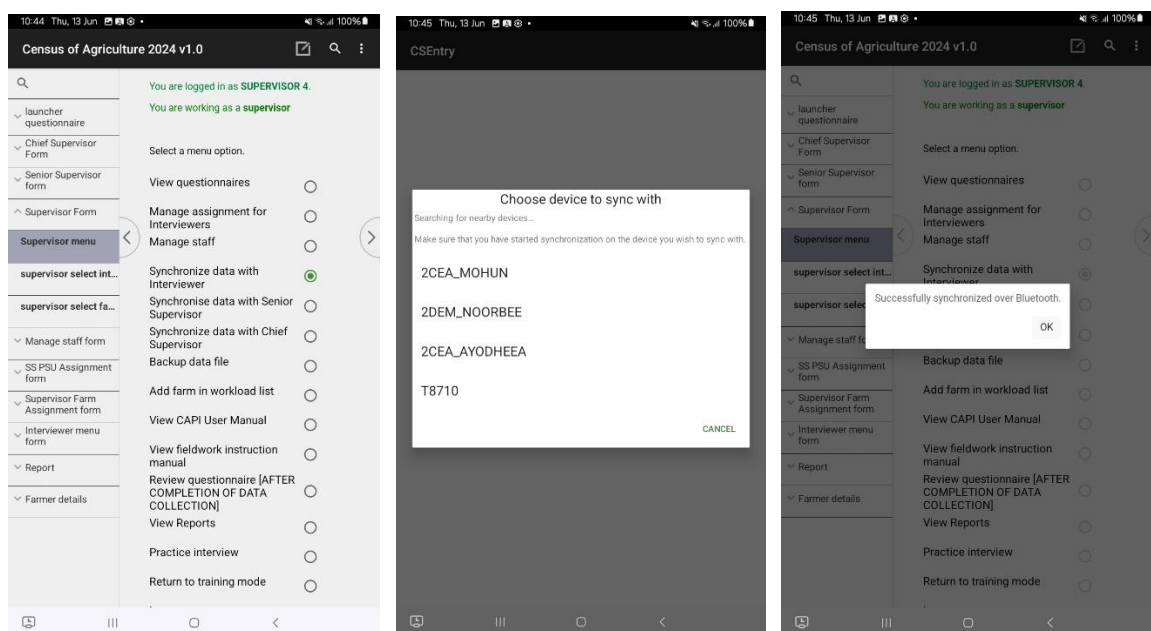 10:44 Thu, 13 Jun
100%
Census of Agriculture 2024 v1.0
You are logged in as SUPERVISOR 4.
You are working as a supervisor
launcher
questionnaire
Chief Supervisor
Form
Senior Supervisor
form
Supervisor Form
Supervisor menu
supervisor select int...
supervisor select fa...
Manage staff form
SS PSU Assignment
form
Supervisor Farm
Assignment form
Interviewer menu
form
Report
Farmer details
Select a menu option.
View questionnaires
Manage assignment for
Interviewers
Manage staff
Synchronize data with
Interviewer
Synchronise data with Senior
Supervisor
Synchronize data with Chief
Supervisor
Backup data file
Add farm in workload list
View CAPI User Manual
View fieldwork instruction
manual
Review questionnaire [AFTER
COMPLETION OF DATA
COLLECTION]
View Reports
Practice interview
Return to training mode
10:45 Thu, 13 Jun
100%
CSEntry
Choose device to sync with
Searching for nearby devices...
Make sure that you have started synchronization on the device you wish to sync with.
2CEA_MOHUN
2DEM_NOORBEE
2CEA_AYODHEEA
T8710
CANCEL
10:45 Thu, 13 Jun
100%
Census of Agriculture 2024 v1.0
You are logged in as SUPERVISOR 4.
You are working as a supervisor
launcher
questionnaire
Chief Supervisor
Form
Senior Supervisor
form
Supervisor Form
Supervisor menu
supervisor select int...
supervisor selec
Manage staff fo
SS PSU Assignment
form
Supervisor Farm
Assignment form
Interviewer menu
form
Report
Farmer details
Select a menu option.
View questionnaires
Manage assignment for
Interviewers
Manage staff
Synchronize data with
Interviewer
Successfully synchronized over Bluetooth.
OK
Backup data file
Add farm in workload list
View CAPI User Manual
View fieldwork instruction
manual
Review questionnaire [AFTER
COMPLETION OF DATA
COLLECTION]
View Reports
Practice interview
Return to training mode